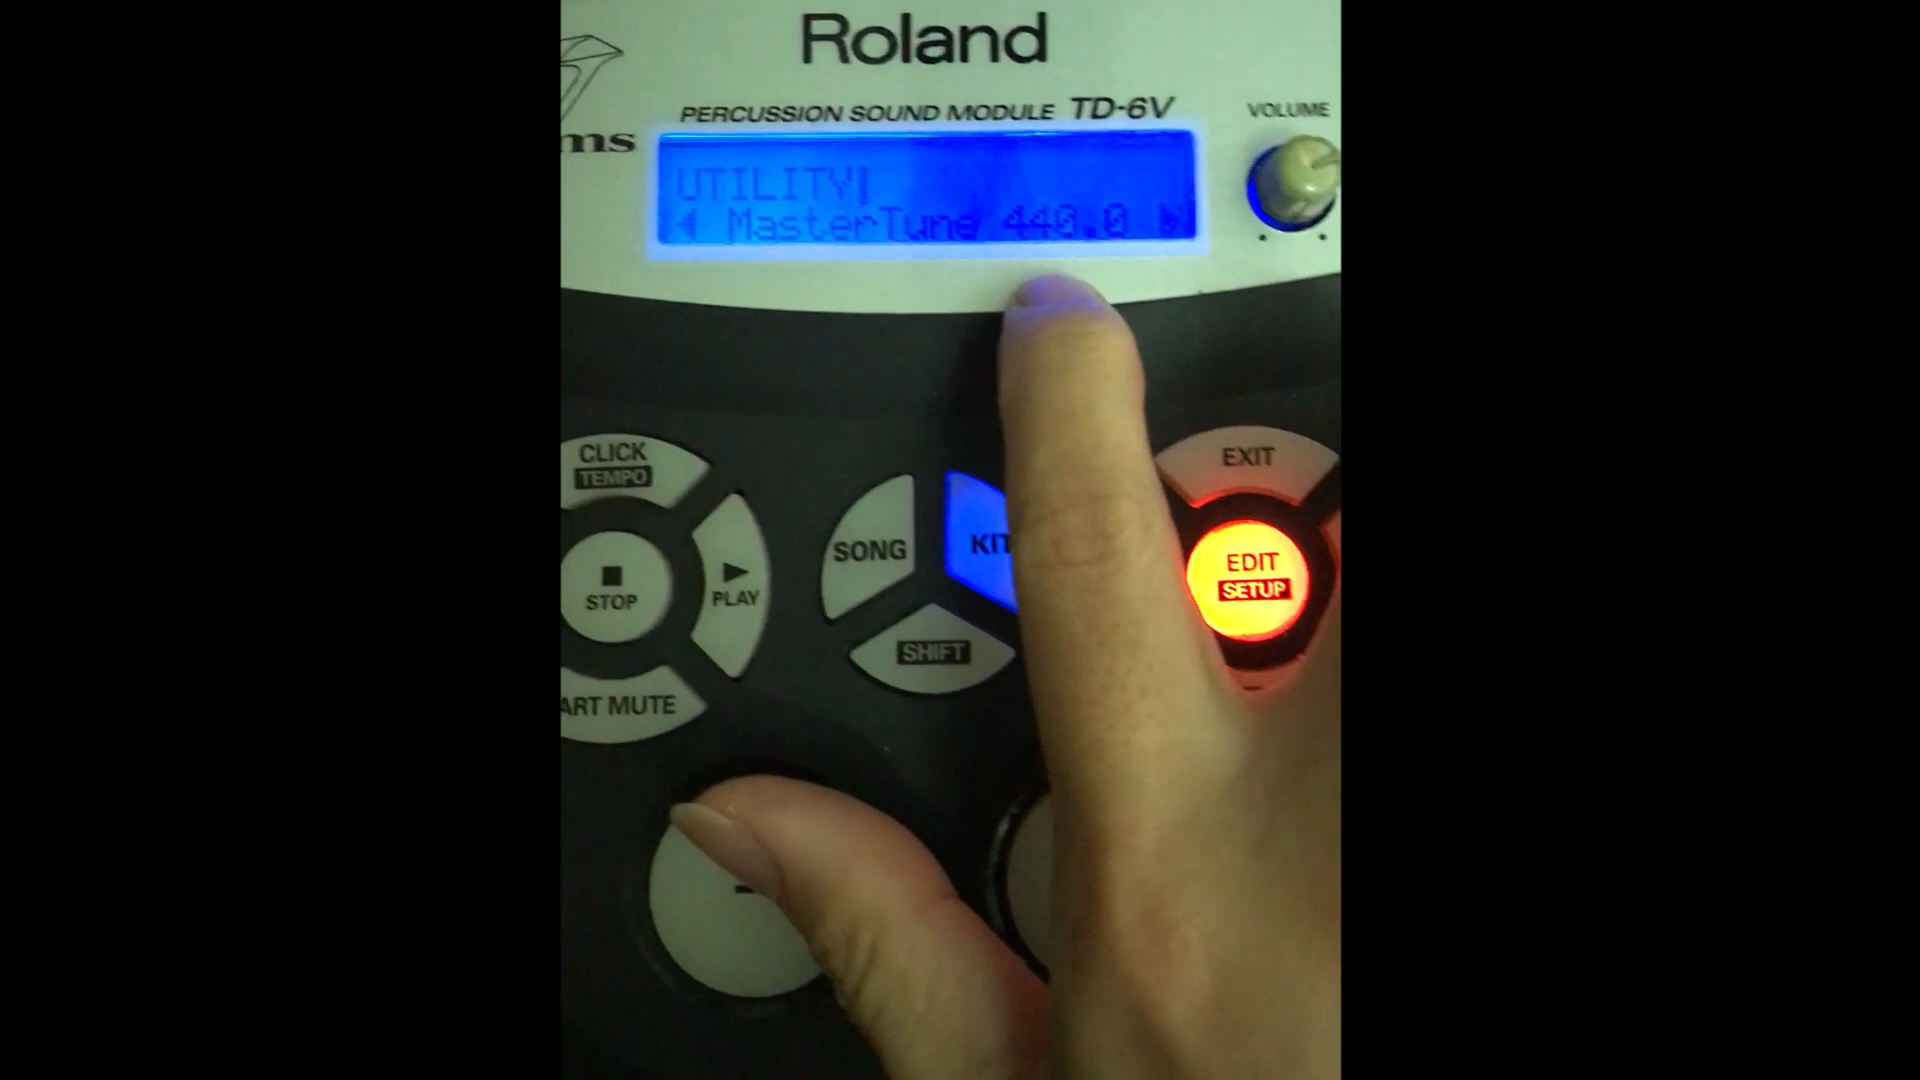 Roland
PERCUSSION SOUND MODULE TD-6V
VOLUME
ms
UTILITY
MasterTune 440.0
CLICK
TEMPO
EXIT
SONG
KIT
EDIT
SETUP
STOP
PLAY
SHIFT
ART MUTE